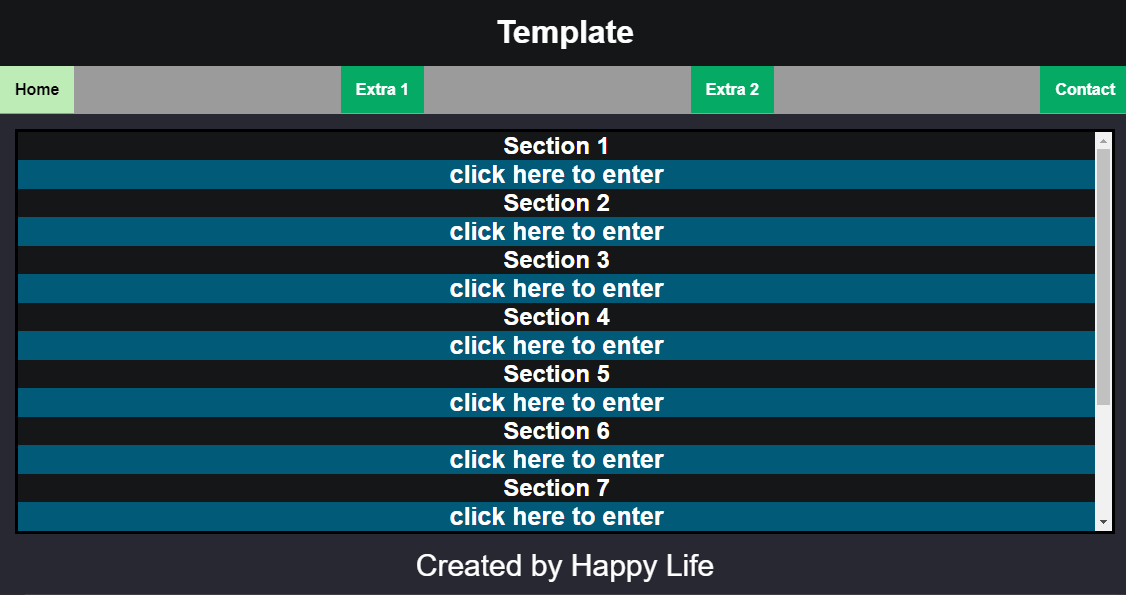 Template
Home Extra 1 Extra 2 Contact
Section 1
click here to enter
Section 2
click here to enter
Section 3
click here to enter
Section 4
click here to enter
Section 5
click here to enter
Section 6
click here to enter
Section 7
click here to enter
Created by Happy Life